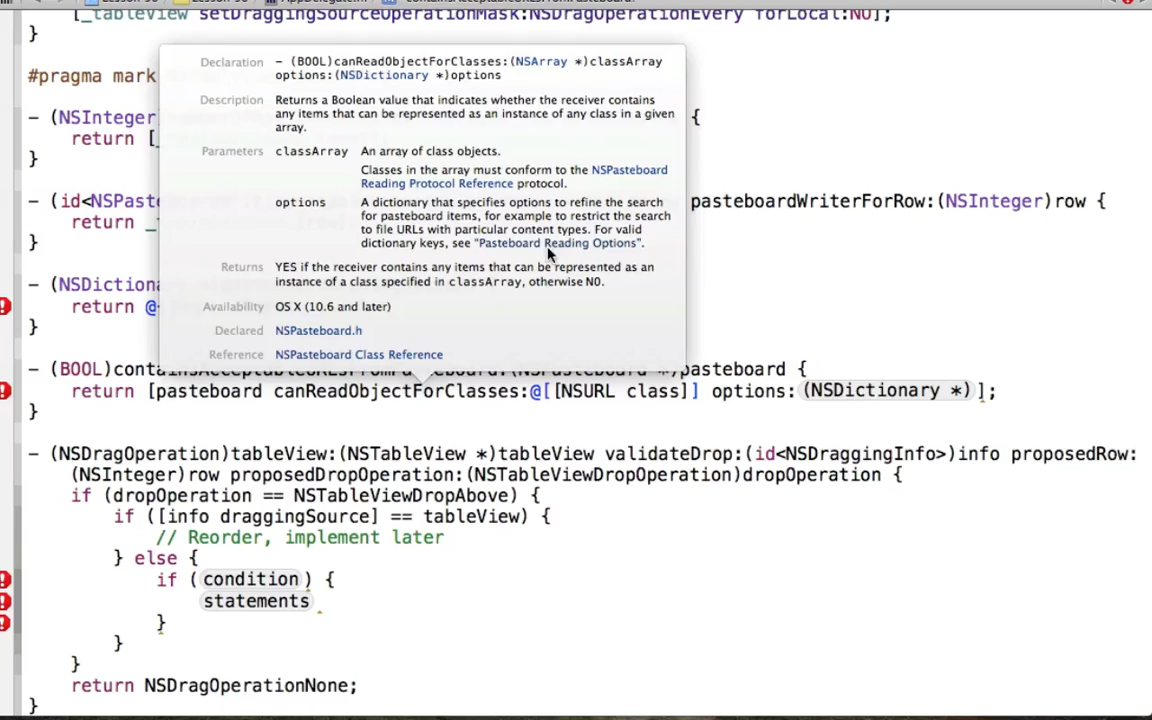 [_tableView setDraggingSourceOperationMask:NSDragOperationEvery forLocal:NO];
}
#pragma mark
- (NSInteger) {
return [
}
- (id<NSPas pasteboardWriterForRow:(NSInteger)row {
return _
}
- (NSDiction
return @
}
- (BOOL)containsAcceptableURLsFromPasteboard:(NSPasteboard *)pasteboard {
return [pasteboard canReadObjectForClasses:@[[NSURL class]] options:(NSDictionary *)];
}
- (NSDragOperation)tableView:(NSTableView *)tableView validateDrop:(id<NSDraggingInfo>)info proposedRow:
(NSInteger)row proposedDropOperation:(NSTableViewDropOperation)dropOperation {
if (dropOperation == NSTableViewDropAbove) {
if ([info draggingSource] == tableView) {
// Reorder, implement later
} else {
if (condition) {
statements
}
}
}
return NSDragOperationNone;
}
Declaration - (BOOL)canReadObjectForClasses:(NSArray *)classArray
options:(NSDictionary *)options
Description Returns a Boolean value that indicates whether the receiver contains
any items that can be represented as an instance of any class in a given
array.
Parameters classArray An array of class objects.
Classes in the array must conform to the NSPasteboard
Reading Protocol Reference protocol.
options A dictionary that specifies options to refine the search
for pasteboard items, for example to restrict the search
to file URLs with particular content types. For valid
dictionary keys, see "Pasteboard Reading Options".
Returns YES if the receiver contains any items that can be represented as an
instance of a class specified in classArray, otherwise NO.
Availability OS X (10.6 and later)
Declared NSPasteboard.h
Reference NSPasteboard Class Reference